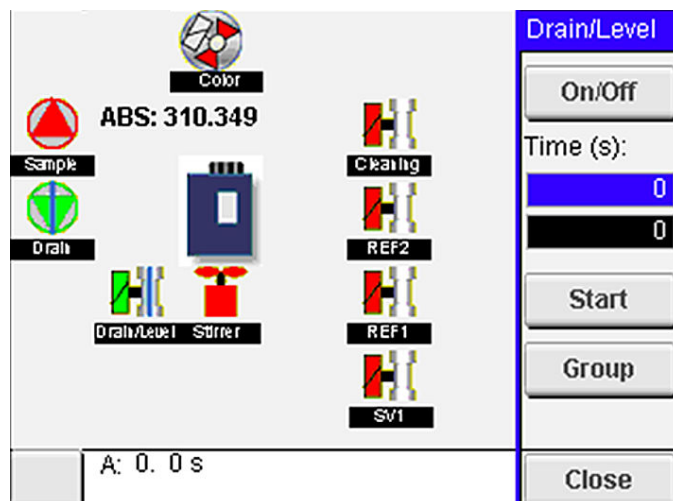 Color
ABS: 310.349
Sample
Drain
Drain/Level
Stirrer
Cleaning
REF2
REF1
SV1
A: 0. 0 s
Drain/Level
On/Off
Time (s):
0
0
Start
Group
Close